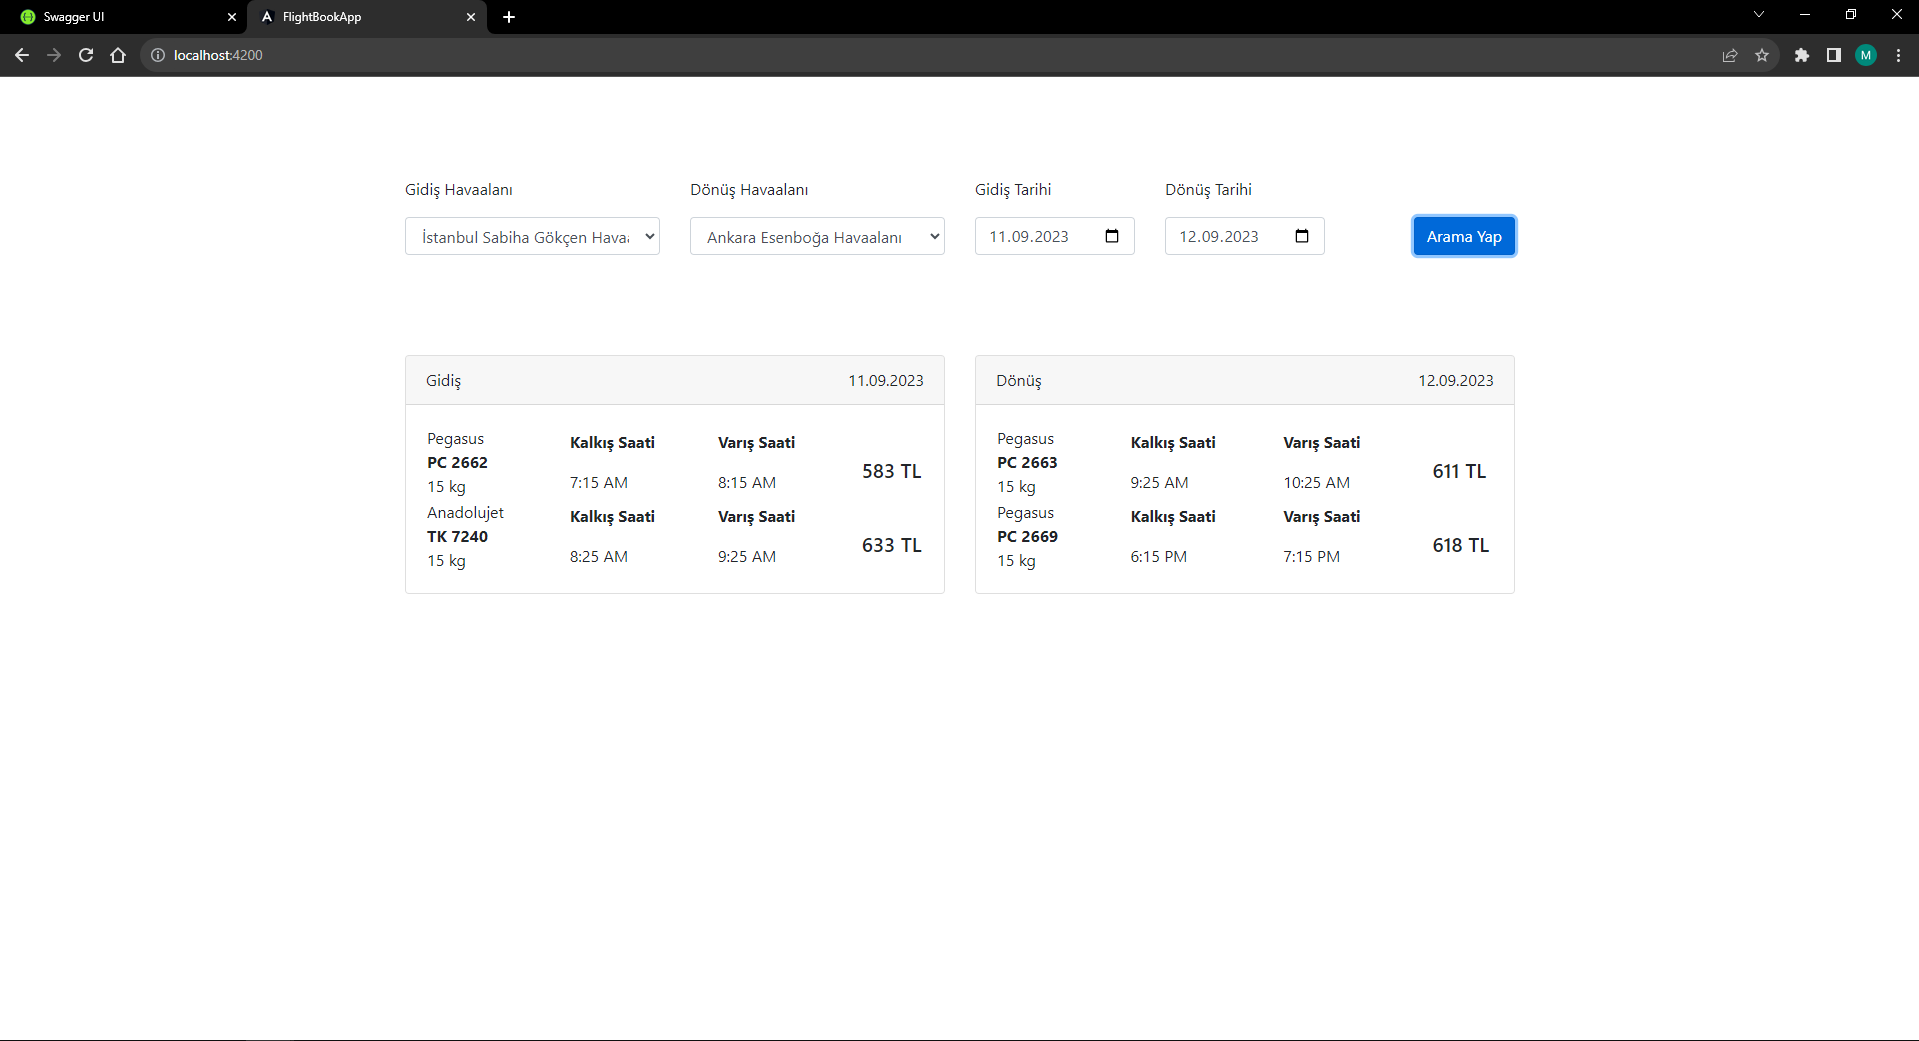 Swagger UI
FlightBookApp
localhost:4200
M
Gidiş Havaalanı
Dönüş Havaalanı
Gidiş Tarihi
Dönüş Tarihi
İstanbul Sabiha Gökçen Havaa
Ankara Esenboğa Havaalanı
11.09.2023
12.09.2023
Arama Yap
Gidiş 11.09.2023
Pegasus
PC 2662
15 kg
Kalkış Saati
7:15 AM
Varış Saati
8:15 AM
583 TL
Anadolujet
TK 7240
15 kg
Kalkış Saati
8:25 AM
Varış Saati
9:25 AM
633 TL
Dönüş 12.09.2023
Pegasus
PC 2663
15 kg
Kalkış Saati
9:25 AM
Varış Saati
10:25 AM
611 TL
Pegasus
PC 2669
15 kg
Kalkış Saati
6:15 PM
Varış Saati
7:15 PM
618 TL